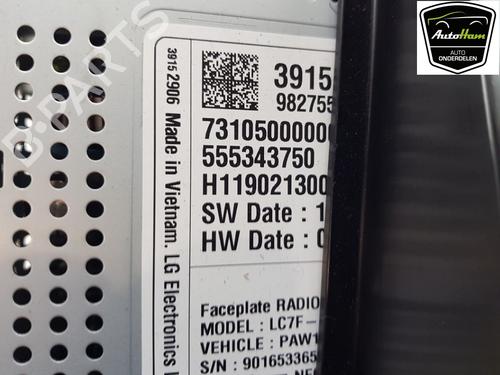 AutoHam
AUTO
ONDERDELEN
B-PARTS
3915 2906 Made in Vietnam. LG Electronics
3915
982755
73105000000
555343750
H119021300
SW Date : 1
HW Date : 0
Faceplate RADIO
MODEL : LC7F-
VEHICLE : PAW1
S/N : 901653365